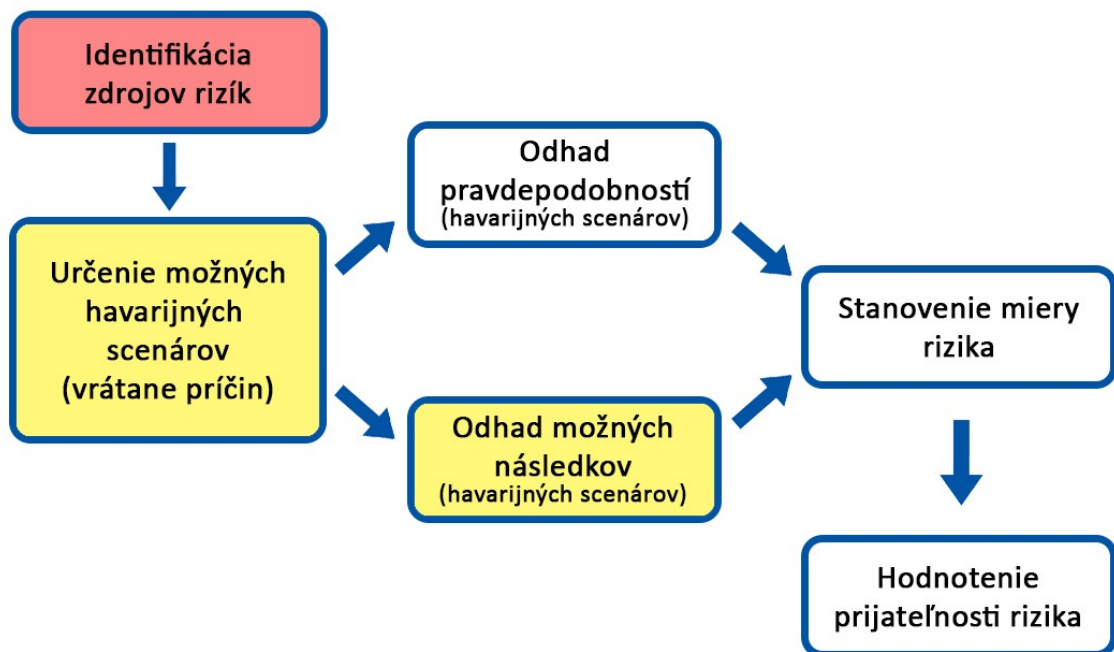 Identifikácia
zdrojov rizík
Určenie možných
havarijných
scenárov
(vrátane príčin)
Odhad
pravdepodobností
(havarijných scenárov)
Odhad možných
následkov
(havarijných scenárov)
Stanovenie miery
rizika
Hodnotenie
prijateľnosti rizika